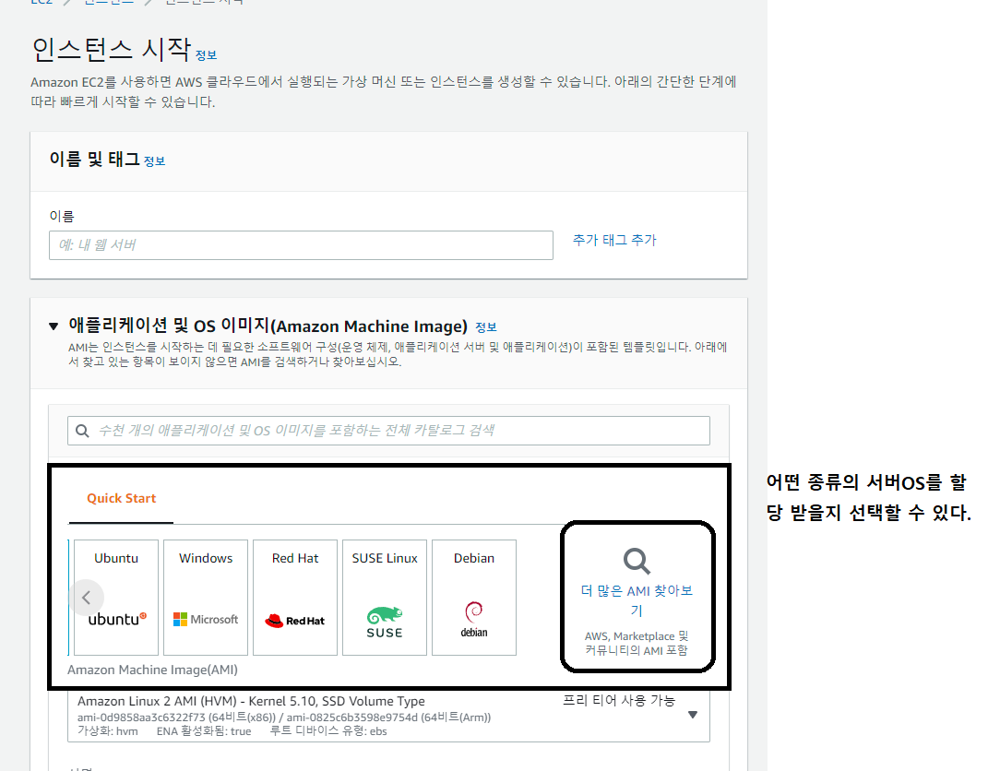 EC2 > 인스턴스 > 인스턴스 시작
인스턴스 시작 정보
Amazon EC2를 사용하면 AWS 클라우드에서 실행되는 가상 머신 또는 인스턴스를 생성할 수 있습니다. 아래의 간단한 단계에
따라 빠르게 시작할 수 있습니다.
이름 및 태그 정보
이름
예: 내 웹 서버
추가 태그 추가
애플리케이션 및 OS 이미지(Amazon Machine Image) 정보
AMI는 인스턴스를 시작하는 데 필요한 소프트웨어 구성(운영 체제, 애플리케이션 서버 및 애플리케이션)이 포함된 템플릿입니다. 아래에
서 찾고 있는 항목이 보이지 않으면 AMI를 검색하거나 찾아보십시오.
수천 개의 애플리케이션 및 OS 이미지를 포함하는 전체 카탈로그 검색
어떤 종류의 서버OS를 할
당 받을지 선택할 수 있다.
Quick Start
Ubuntu
ubuntu
Windows
Microsoft
Red Hat
Red Hat
SUSE Linux
SUSE
Debian
debian
더 많은 AMI 찾아보
기
AWS, Marketplace 및
커뮤니티의 AMI 포함
Amazon Machine Image(AMI)
Amazon Linux 2 AMI (HVM) - Kernel 5.10, SSD Volume Type
프리 티어 사용 가능
ami-0d9858aa3c6322f73 (64비트(x86)) / ami-0825c6b3598e9754d (64비트(Arm))
가상화: hvm ENA 활성화됨: true 루트 디바이스 유형: ebs